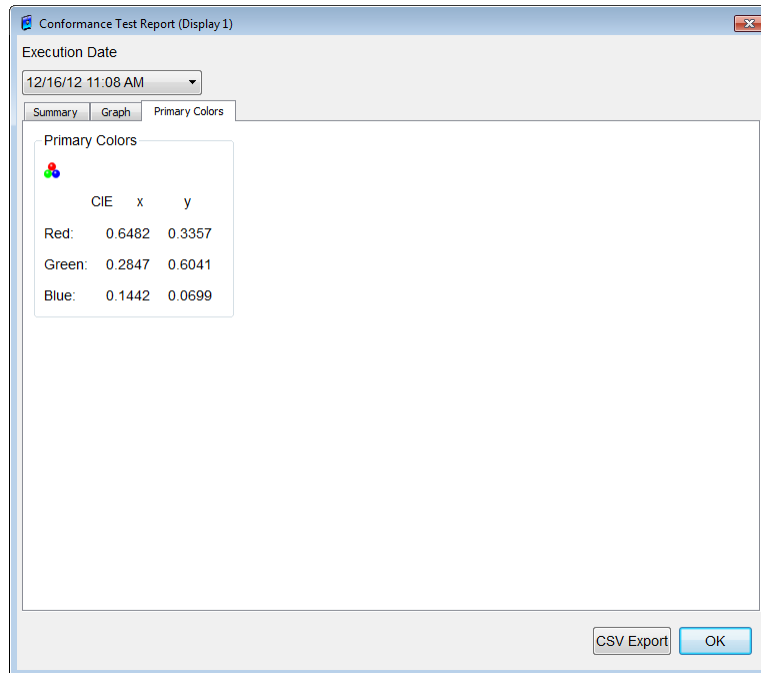 Conformance Test Report (Display 1)
Execution Date
12/16/12 11:08 AM
Summary Graph Primary Colors
Primary Colors
CIE x y
Red: 0.6482 0.3357
Green: 0.2847 0.6041
Blue: 0.1442 0.0699
CSV Export OK